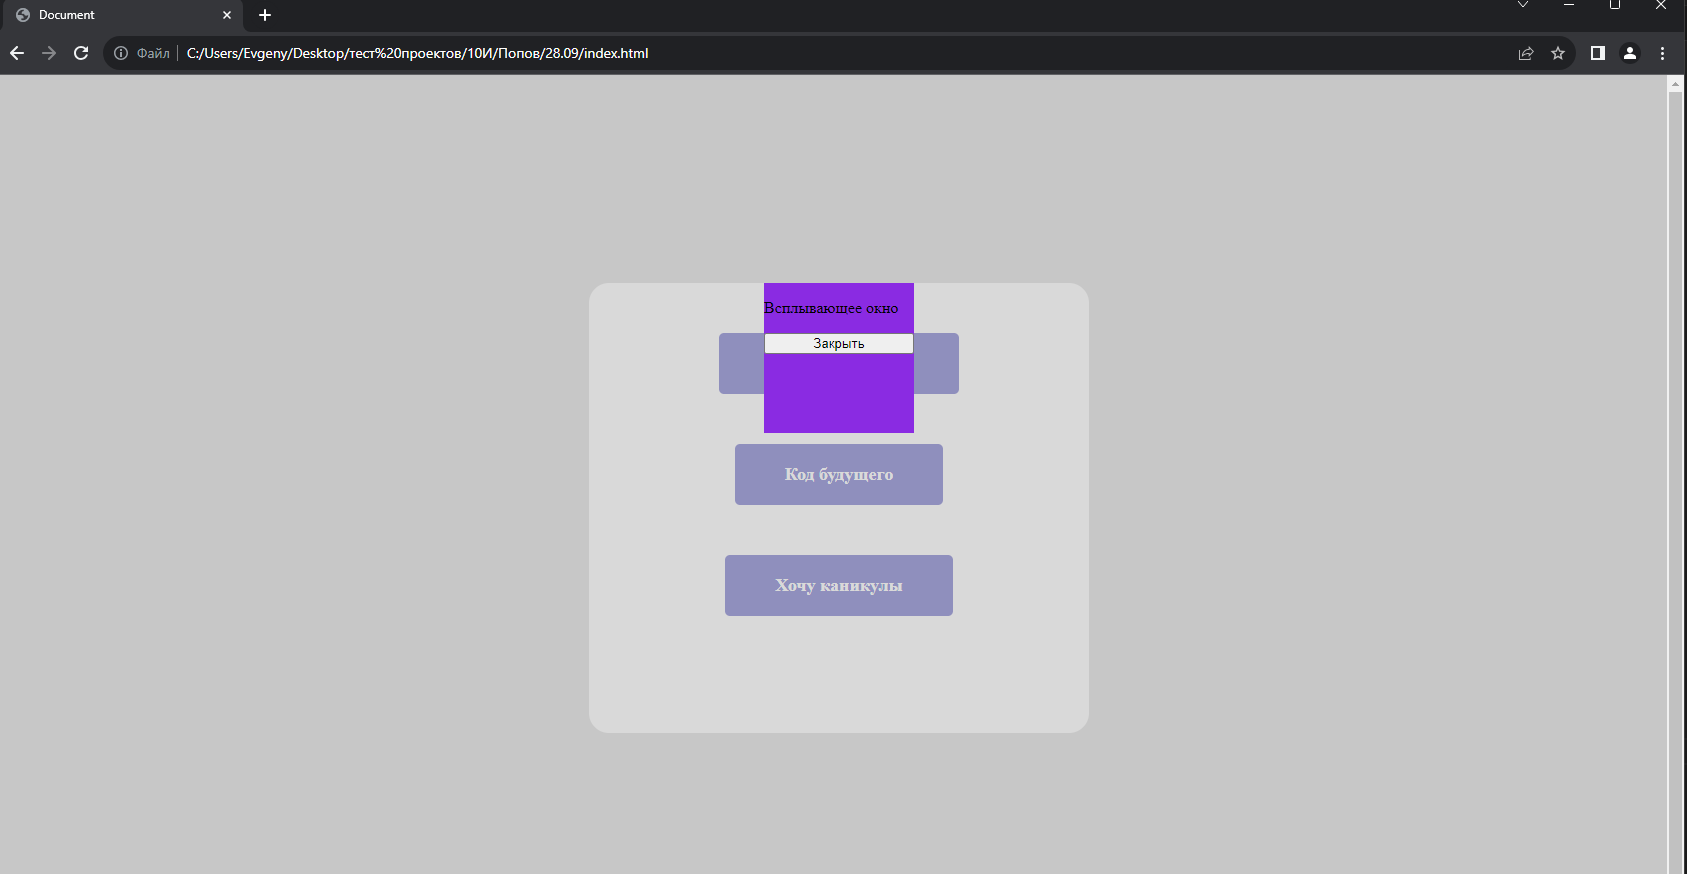 Document
Файл
C:/Users/Evgeny/Desktop/тест%20проектов/10И/Попов/28.09/index.html
Всплывающее окно
Закрыть
Код будущего
Хочу каникулы